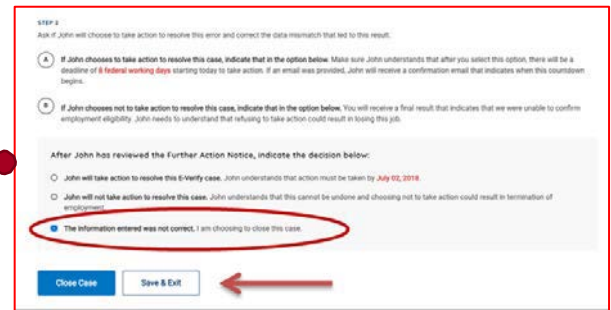 STEP 2
Ask if John will choose to take action to resolve this error and correct the data mismatch that led to this result.
A If John chooses to take action to resolve this case, indicate that in the option below. Make sure John understands that after you select this option, there will be a
deadline of 8 federal working days starting today to take action. If an email was provided, John will receive a confirmation email that indicates when this countdown
begins.
B If John chooses not to take action to resolve this case, indicate that in the option below. You will receive a final result that indicates that we were unable to confirm
employment eligibility. John needs to understand that refusing to take action could result in losing this job.
After John has reviewed the Further Action Notice, indicate the decision below:
John will take action to resolve this E-Verify case. John understands that action must be taken by July 02, 2018.
John will not take action to resolve this case. John understands that this cannot be undone and choosing not to take action could result in termination of
employment.
The information entered was not correct. I am choosing to close this case.
Close Case Save & Exit